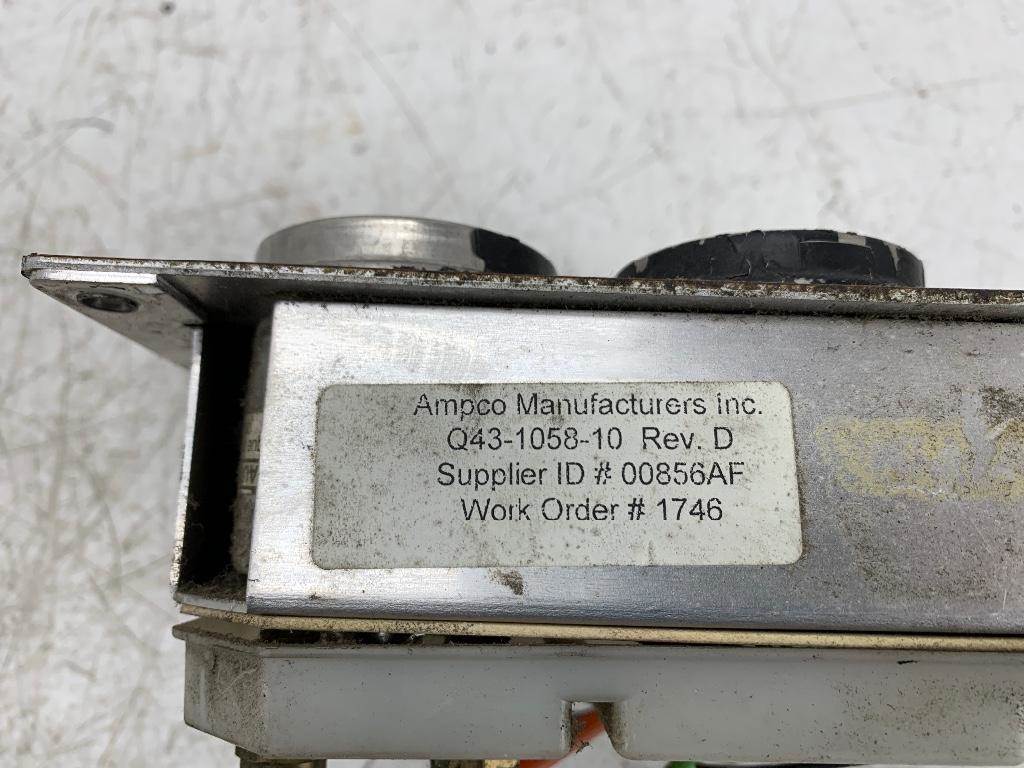 Ampco Manufacturers Inc.
Q43-1058-10 Rev. D
Supplier ID # 00856AF
Work Order # 1746